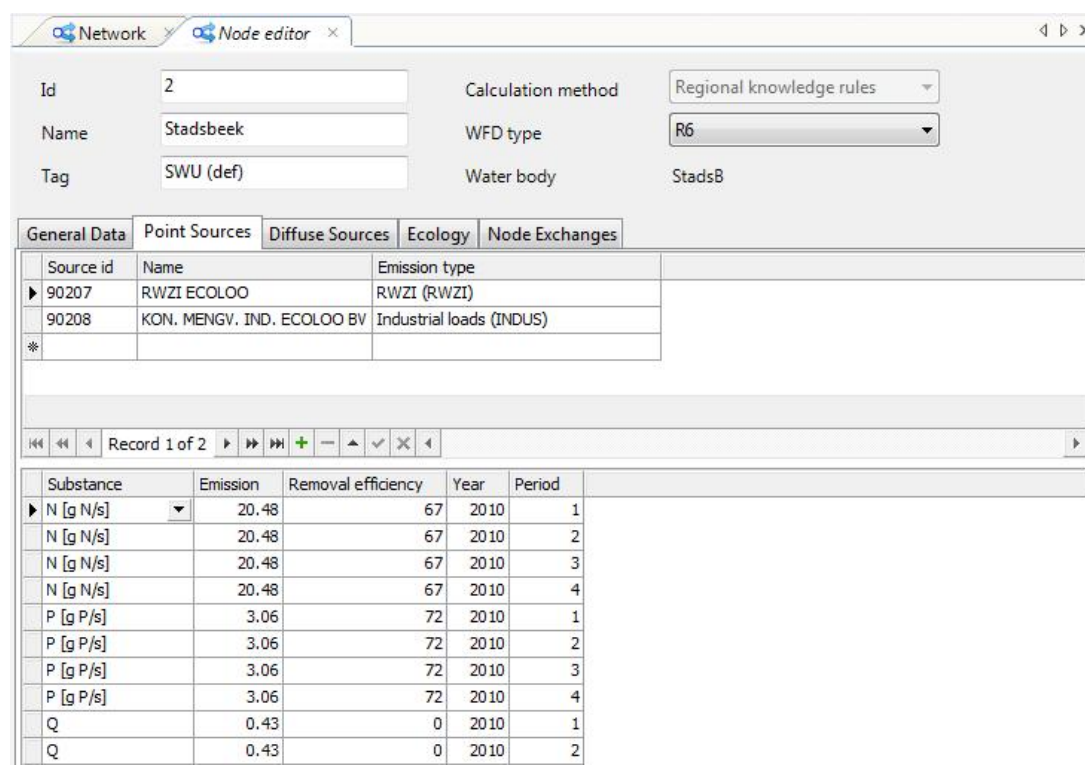 Network Node editor
Id 2 Calculation method Regional knowledge rules
Name Stadsbeek WFD type R6
Tag SWU (def) Water body StadsB
General Data Point Sources Diffuse Sources Ecology Node Exchanges
Source id Name Emission type
90207 RWZI ECOLOO RWZI (RWZI)
90208 KON. MENGV. IND. ECOLOO BV Industrial loads (INDUS)
Record 1 of 2
Substance Emission Removal efficiency Year Period
N [g N/s] 20.48 67 2010 1
N [g N/s] 20.48 67 2010 2
N [g N/s] 20.48 67 2010 3
N [g N/s] 20.48 67 2010 4
P [g P/s] 3.06 72 2010 1
P [g P/s] 3.06 72 2010 2
P [g P/s] 3.06 72 2010 3
P [g P/s] 3.06 72 2010 4
Q 0.43 0 2010 1
Q 0.43 0 2010 2